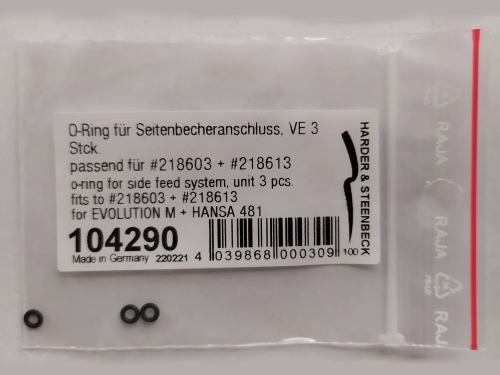 O-Ring für Seitenbecheranschluss, VE 3
Stck.
passend für #218603 + #218613
o-ring for side feed system, unit 3 pcs.
fits to #218603 + #218613
for EVOLUTION M + HANSA 481
104290
Made in Germany 220221 4 039868 000309 100
HARDER & STEENBECK
RAJA
RAJA
RAJA